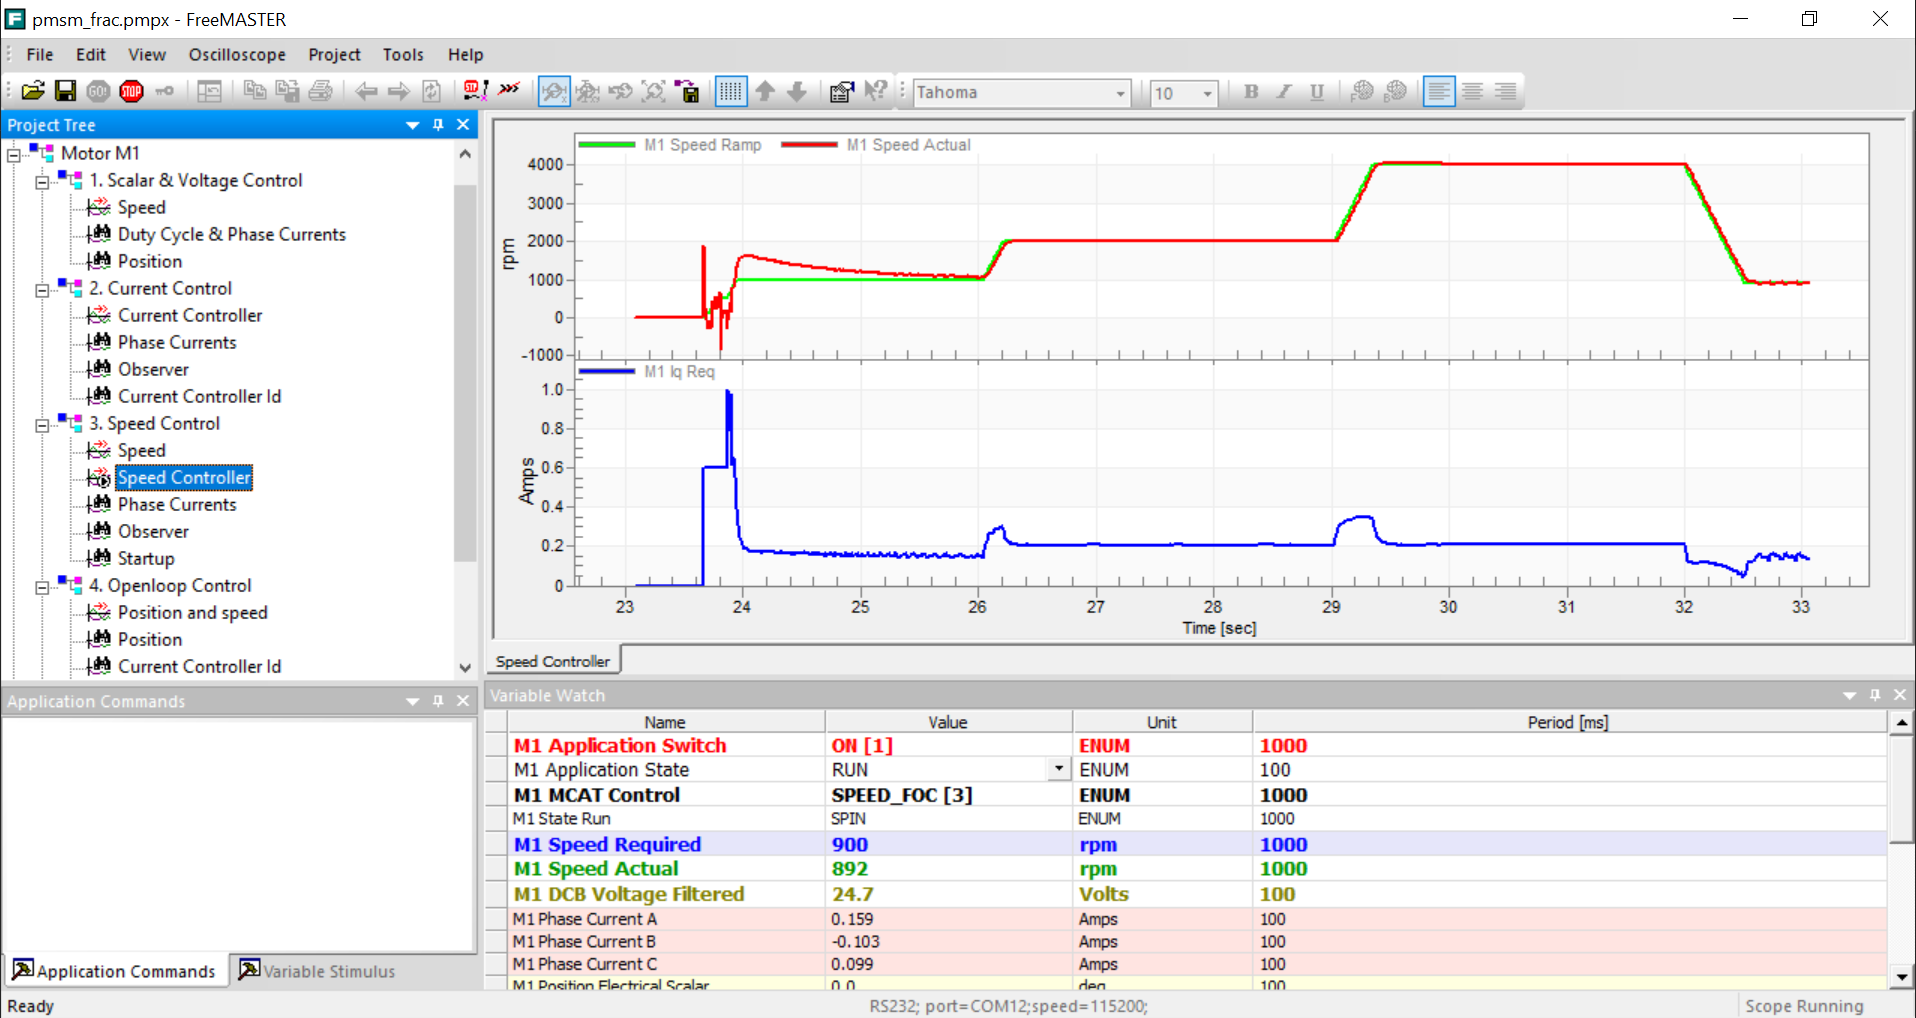 pmsm_frac.pmpx - FreeMASTER
File Edit View Oscilloscope Project Tools Help
GO! STOP Tahoma 10 B I U
Project Tree
Motor M1
1. Scalar & Voltage Control
Speed
Duty Cycle & Phase Currents
Position
2. Current Control
Current Controller
Phase Currents
Observer
Current Controller Id
3. Speed Control
Speed
Speed Controller
Phase Currents
Observer
Startup
4. Openloop Control
Position and speed
Position
Current Controller Id
M1 Speed Ramp M1 Speed Actual
4000
3000
2000
1000
0
-1000
rpm
M1 Iq Req
1.0
0.8
0.6
0.4
0.2
0
Amps
23 24 25 26 27 28 29 30 31 32 33
Time [sec]
Speed Controller
Application Commands
Application Commands Variable Stimulus
Variable Watch
Name Value Unit Period [ms]
M1 Application Switch ON [1] ENUM 1000
M1 Application State RUN ENUM 100
M1 MCAT Control SPEED_FOC [3] ENUM 1000
M1 State Run SPIN ENUM 1000
M1 Speed Required 900 rpm 1000
M1 Speed Actual 892 rpm 1000
M1 DCB Voltage Filtered 24.7 Volts 100
M1 Phase Current A 0.159 Amps 100
M1 Phase Current B -0.103 Amps 100
M1 Phase Current C 0.099 Amps 100
M1 Position Electrical Scalar 0.0 deg 100
Ready RS232; port=COM12;speed=115200; Scope Running